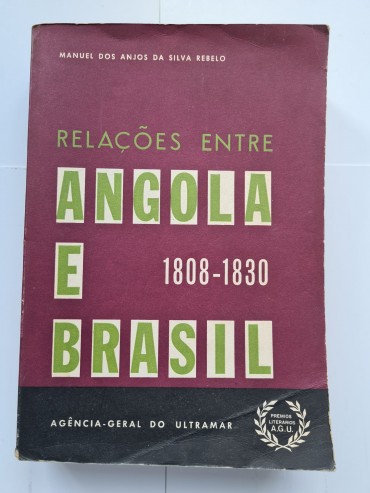 MANUEL DOS ANJOS DA SILVA REBELO
RELAÇÕES ENTRE
ANGOLA
E 1808-1830
BRASIL
AGÊNCIA-GERAL DO ULTRAMAR
PRÉMIOS
LITERÁRIOS
A.G.U.